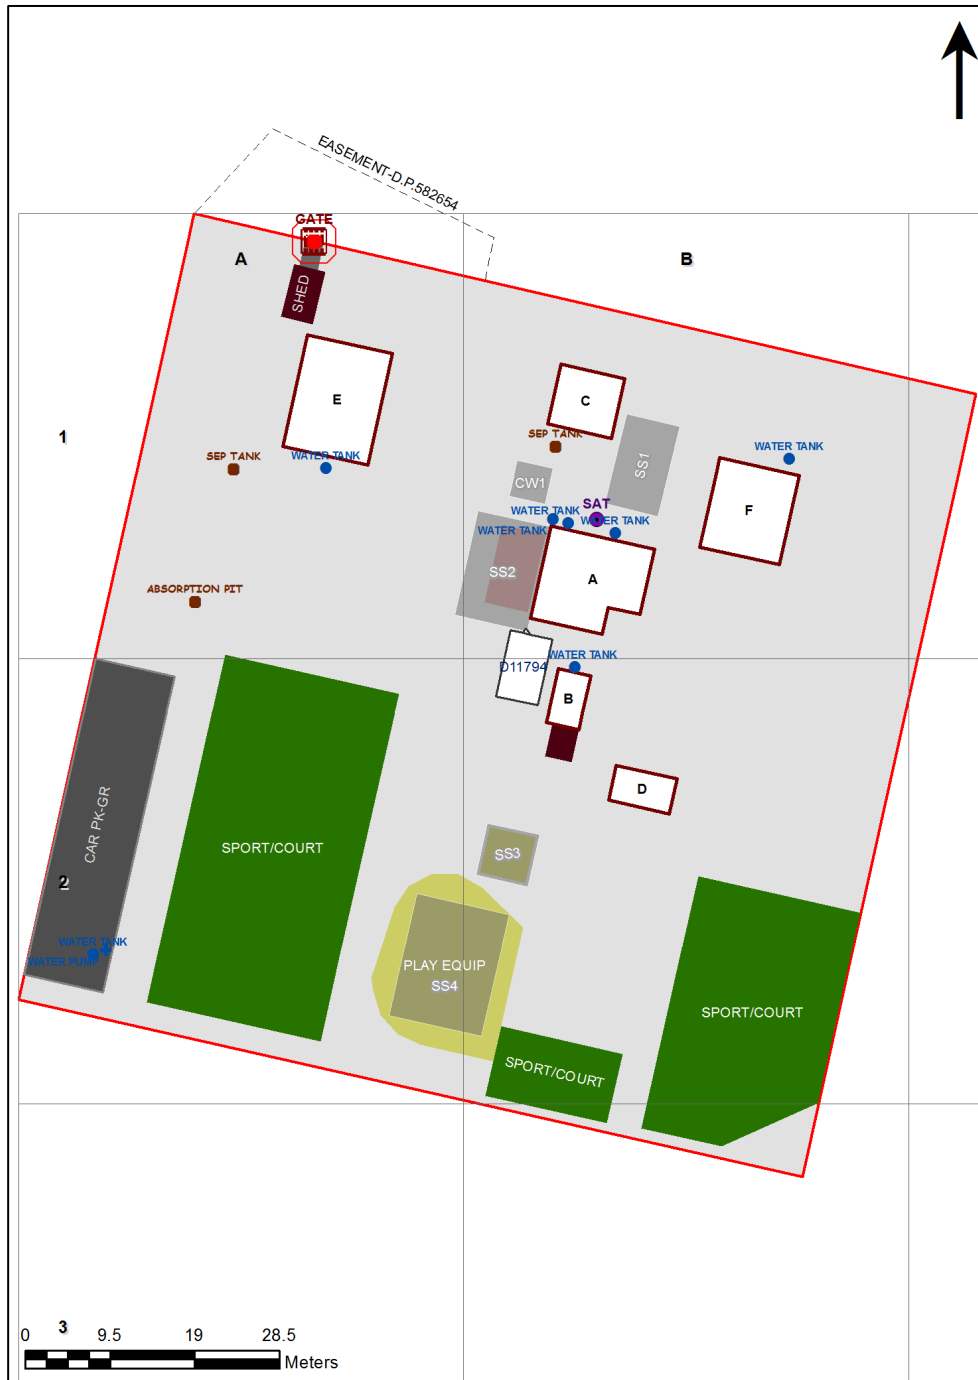 EASEMENT-D.P.582654
GATE
A
B
SHED
E
C
1
SEP TANK
SS1
WATER TANK
SEP TANK
WATER TANK
CW1
SAT
F
WATER TANK
WATER TANK
WATER TANK
SS2
A
ABSORPTION PIT
WATER TANK
D11794
B
D
CAR PK-GR
SPORT/COURT
SS3
2
WATER TANK
WATER PUMP
PLAY EQUIP
SS4
SPORT/COURT
SPORT/COURT
3
0 9.5 19 28.5
Meters